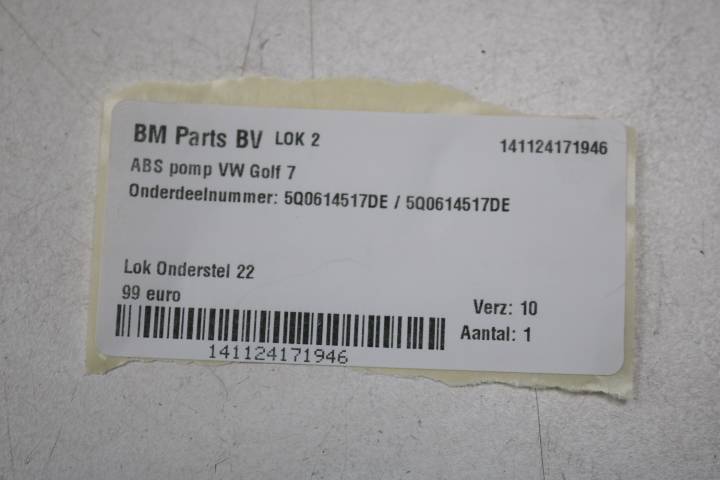 BM Parts BV LOK 2
141124171946
ABS pomp VW Golf 7
Onderdeelnummer: 5Q0614517DE / 5Q0614517DE
Lok Onderstel 22
99 euro
Verz: 10
Aantal: 1
141124171946